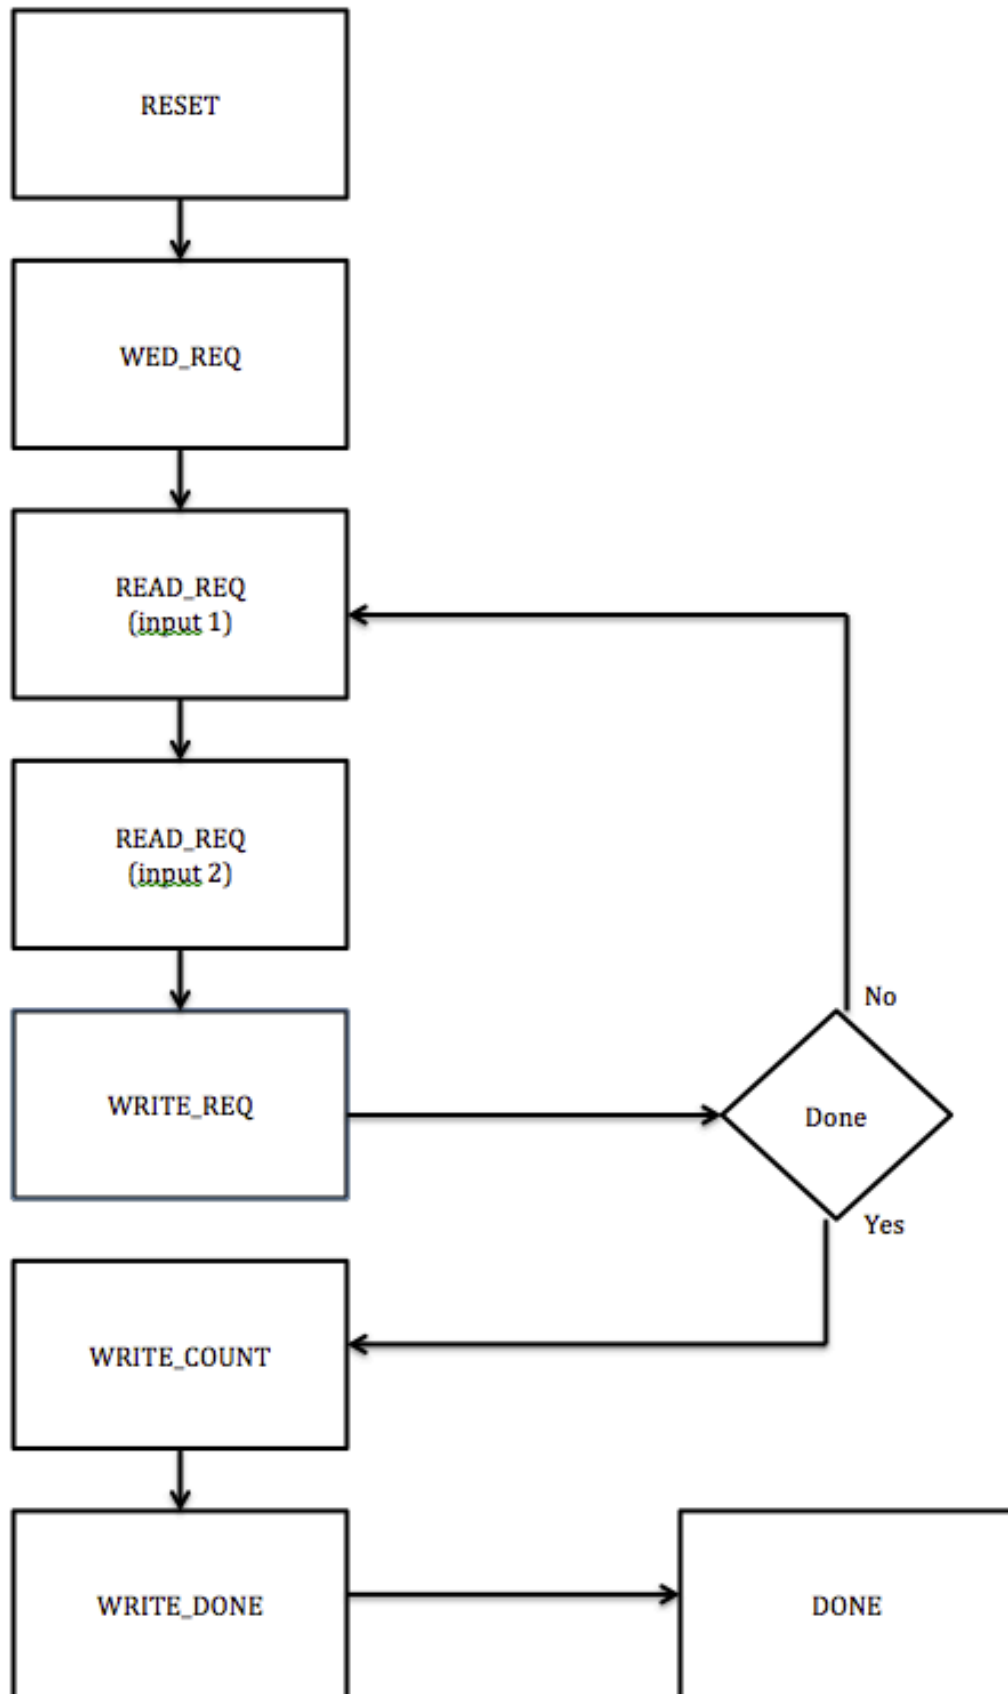 RESET
WED_REQ
READ_REQ
(input 1)
READ_REQ
(input 2)
No
WRITE_REQ
Done
Yes
WRITE_COUNT
WRITE_DONE
DONE